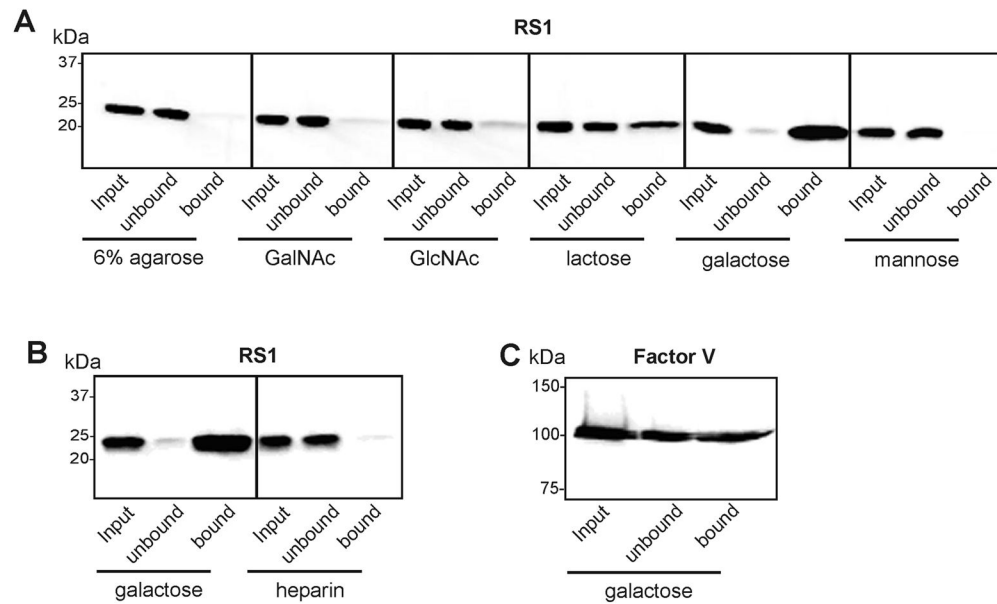 A
kDa
RS1
37-
25-
20-
Input unbound bound Input unbound bound Input unbound bound Input unbound bound Input unbound bound Input unbound bound
6% agarose GalNAc GlcNAc lactose galactose mannose
B
kDa
RS1
37-
25-
20-
Input unbound bound Input unbound bound
galactose heparin
C
kDa
Factor V
150-
100-
75-
Input unbound bound
galactose